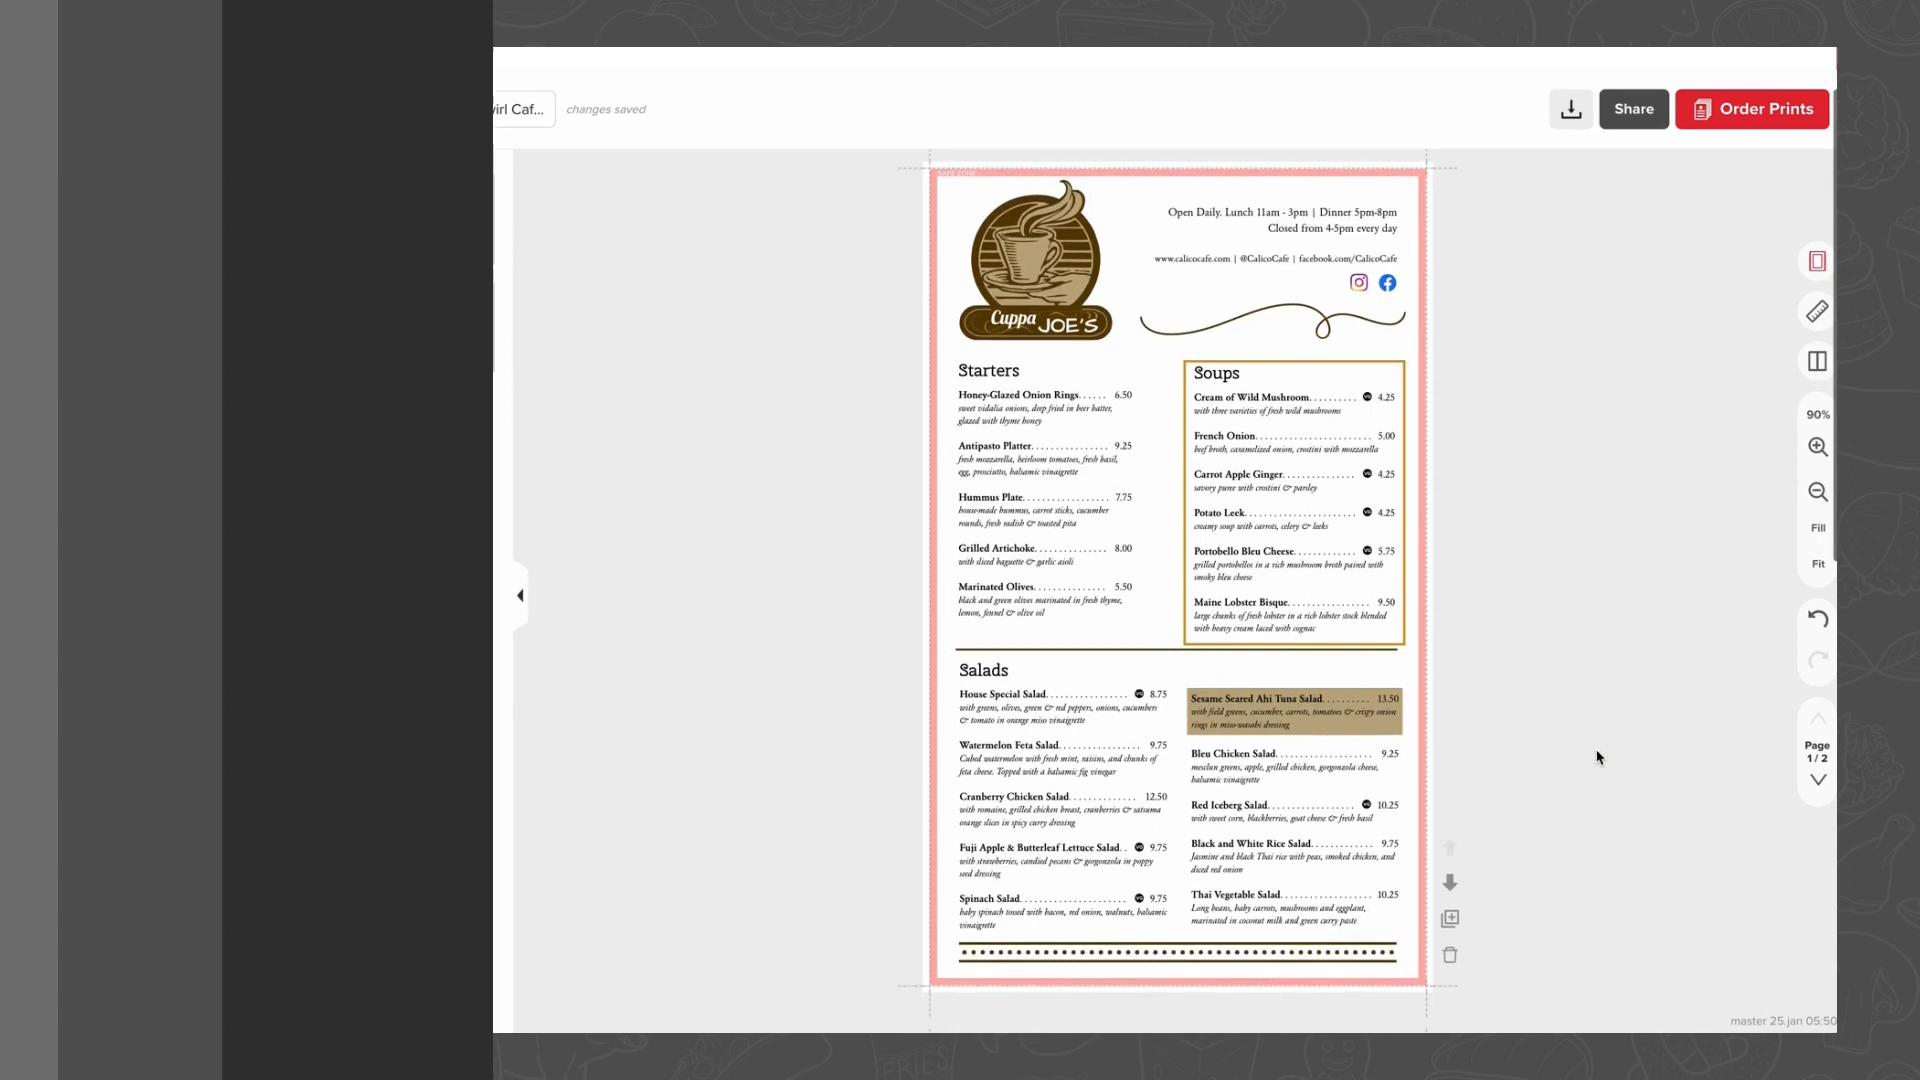 irl Caf...
changes saved
Share
Order Prints
SAFE ZONE
Open Daily. Lunch 11am - 3pm | Dinner 5pm-8pm
Closed from 4-5pm every day
www.calicocafe.com | @CalicoCafe | facebook.com/CalicoCafe
Cuppa JOE'S
Starters
Honey-Glazed Onion Rings...... 6.50
sweet vidalia onions, deep fried in beer batter,
glazed with thyme honey
Antipasto Platter............... 9.25
fresh mozzarella, heirloom tomatoes, fresh basil,
egg, prosciutto, balsamic vinaigrette
Hummus Plate................. 7.75
house-made hummus, carrot sticks, cucumber
rounds, fresh radish & toasted pita
Grilled Artichoke.............. 8.00
with sliced baguette & garlic aioli
Marinated Olives.............. 5.50
black and green olives marinated in fresh thyme,
lemon, fennel & olive oil
Soups
Cream of Wild Mushroom.......... VG 4.25
with three varieties of fresh wild mushrooms
French Onion....................... 5.00
beef broth, caramelized onion, crostini with mozzarella
Carrot Apple Ginger.............. VG 4.25
savory puree with crostini & parsley
Potato Leek...................... VG 4.25
creamy soup with carrots, celery & leeks
Portobello Bleu Cheese............ VG 5.75
grilled portobellos in a rich mushroom broth paired with
smoky bleu cheese
Maine Lobster Bisque.............. 9.50
large chunks of fresh lobster in a rich lobster stock blended
with heavy cream laced with cognac
Salads
House Special Salad................. VG 8.75
with greens, olives, green & red peppers, onions, cucumbers
& tomato in orange miso vinaigrette
Watermelon Feta Salad................ 9.75
Cubed watermelon with fresh mint, raisins, and chunks of
feta cheese. Topped with a balsamic fig vinegar
Cranberry Chicken Salad............. 12.50
with romaine, grilled chicken breast, cranberries & satsuma
orange slices in spicy curry dressing
Fuji Apple & Butterleaf Lettuce Salad.. VG 9.75
with strawberries, candied pecans & gorgonzola in poppy
seed dressing
Spinach Salad...................... VG 9.75
baby spinach tossed with bacon, red onion, walnuts, balsamic
vinaigrette
Sesame Seared Ahi Tuna Salad.......... 13.50
with field greens, cucumber, carrots, tomatoes & crispy onion
rings in miso-wasabi dressing
Bleu Chicken Salad.................... 9.25
mesclun greens, apple, grilled chicken, gorgonzola cheese,
balsamic vinaigrette
Red Iceberg Salad................. VG 10.25
with sweet corn, blackberries, goat cheese & fresh basil
Black and White Rice Salad............ 9.75
Jasmine and black Thai rice with peas, smoked chicken, and
diced red onion
Thai Vegetable Salad................... 10.25
Long beans, baby carrots, mushrooms and eggplant,
marinated in coconut milk and green curry paste
90%
Fill
Fit
Page
1 / 2
master 25.jan 05:50
FRIES